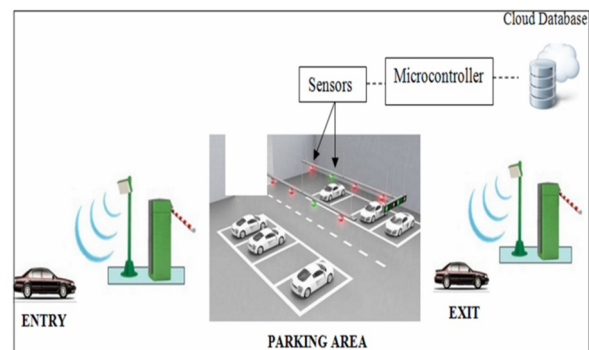 Cloud Database
Sensors
Microcontroller
ENTRY
EXIT
PARKING AREA